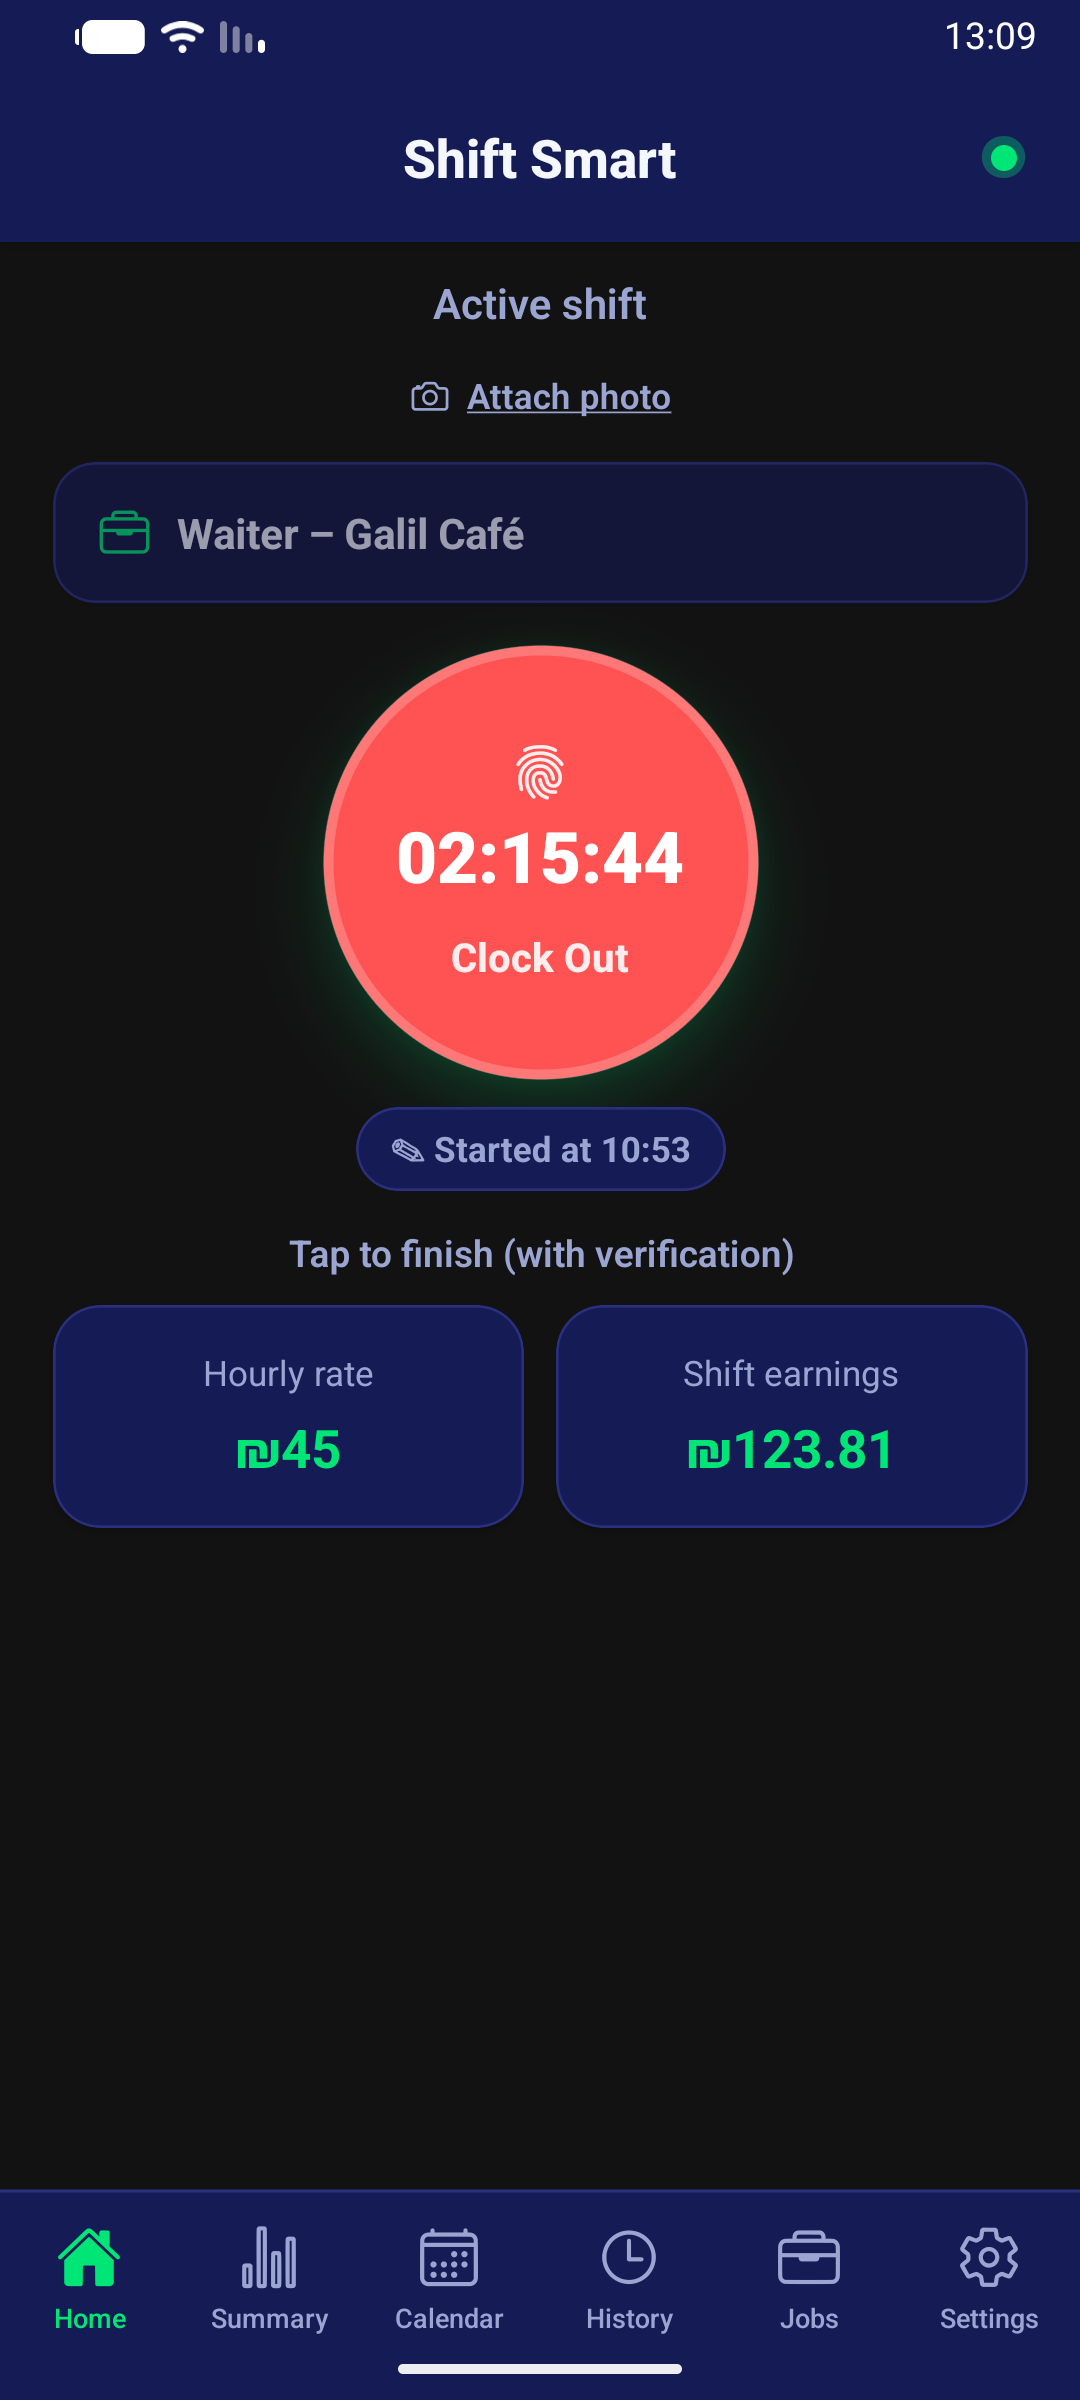 13:09
Shift Smart
Active shift
Attach photo
Waiter – Galil Café
02:15:44
Clock Out
✎ Started at 10:53
Tap to finish (with verification)
Hourly rate
₪45
Shift earnings
₪123.81
Home
Summary
Calendar
History
Jobs
Settings